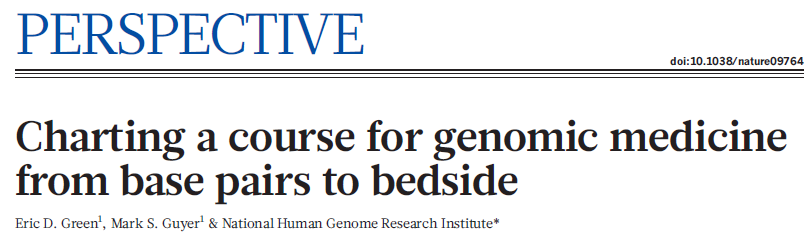 PERSPECTIVE
doi:10.1038/nature09764
Charting a course for genomic medicine
from base pairs to bedside
Eric D. Green¹, Mark S. Guyer¹ & National Human Genome Research Institute*